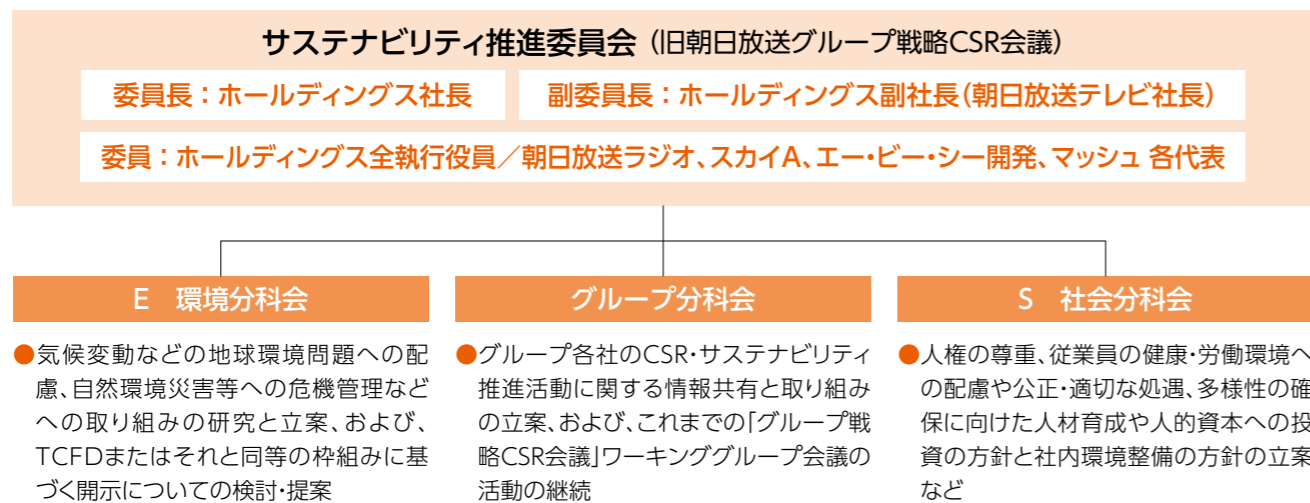 サステナビリティ推進委員会（旧朝日放送グループ戦略CSR会議）
委員長：ホールディングス社長
副委員長：ホールディングス副社長（朝日放送テレビ社長）
委員：ホールディングス全執行役員／朝日放送ラジオ、スカイA、エー・ビー・シー開発、マッシュ 各代表
E　環境分科会
●気候変動などの地球環境問題への配
慮、自然環境災害等への危機管理など
への取り組みの研究と立案、および、
TCFDまたはそれと同等の枠組みに基
づく開示についての検討・提案
グループ分科会
●グループ各社のCSR・サステナビリティ
推進活動に関する情報共有と取り組み
の立案、および、これまでの「グループ戦
略CSR会議」ワーキンググループ会議の
活動の継続
S　社会分科会
●人権の尊重、従業員の健康・労働環境へ
の配慮や公正・適切な処遇、多様性の確
保に向けた人材育成や人的資本への投
資の方針と社内環境整備の方針の立案
など